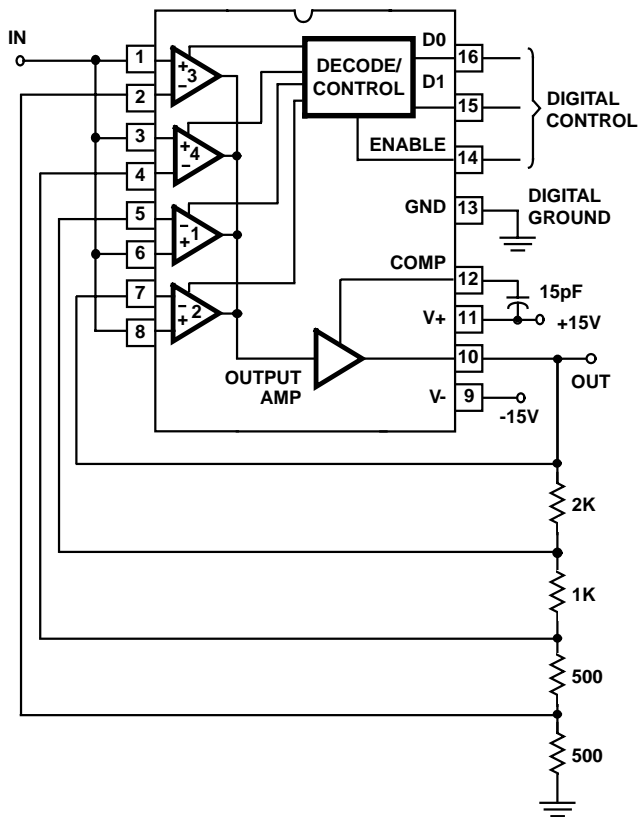 IN
1
2
3
4
5
6
7
8
+
−
3
+
−
4
−
+
1
−
+
2
DECODE/
CONTROL
D0
16
D1
15
ENABLE
14
DIGITAL
CONTROL
GND
13
DIGITAL
GROUND
COMP
12
15pF
V+
11
+15V
10
OUT
OUTPUT
AMP
V-
9
-15V
2K
1K
500
500